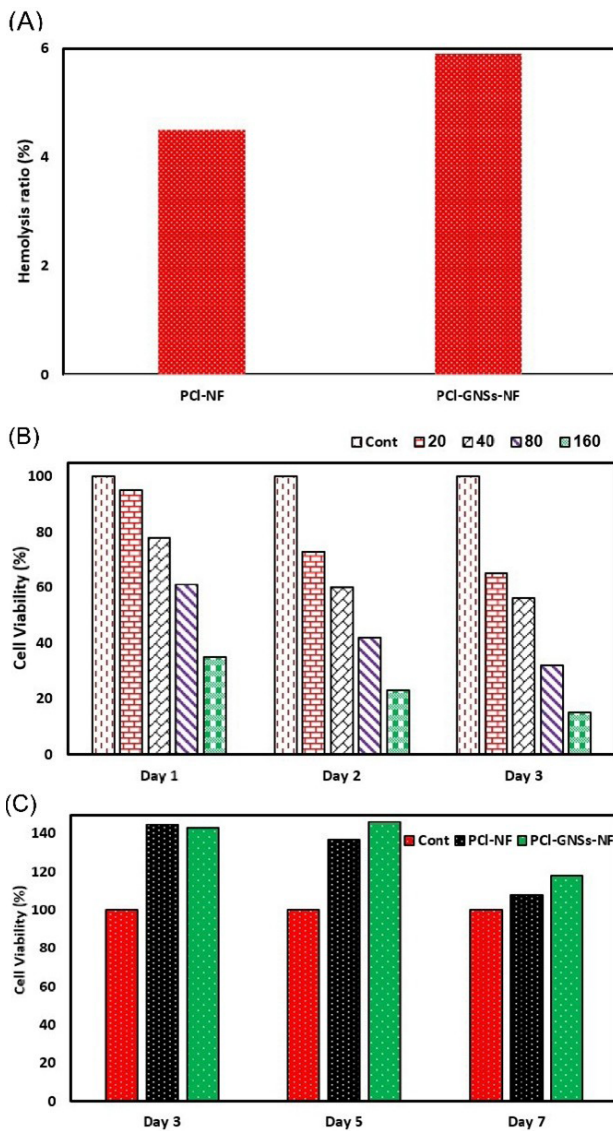 (A)
6
4
2
0
Hemolysis ratio (%)
PCl-NF PCl-GNSs-NF
(B)
Cont 20 40 80 160
100
80
60
40
20
0
Cell Viability (%)
Day 1 Day 2 Day 3
(C)
Cont PCl-NF PCl-GNSs-NF
140
120
100
80
60
40
20
0
Cell Viability (%)
Day 3 Day 5 Day 7